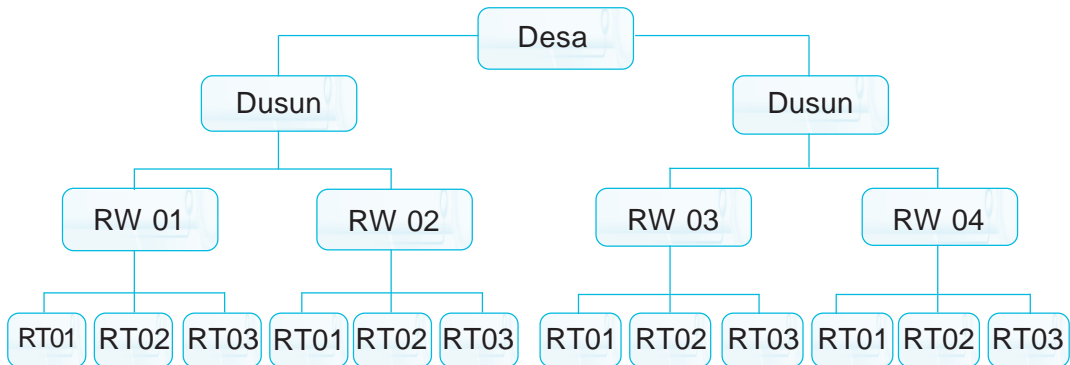 Desa
Dusun Dusun
RW 01 RW 02 RW 03 RW 04
RT01 RT02 RT03 RT01 RT02 RT03 RT01 RT02 RT03 RT01 RT02 RT03